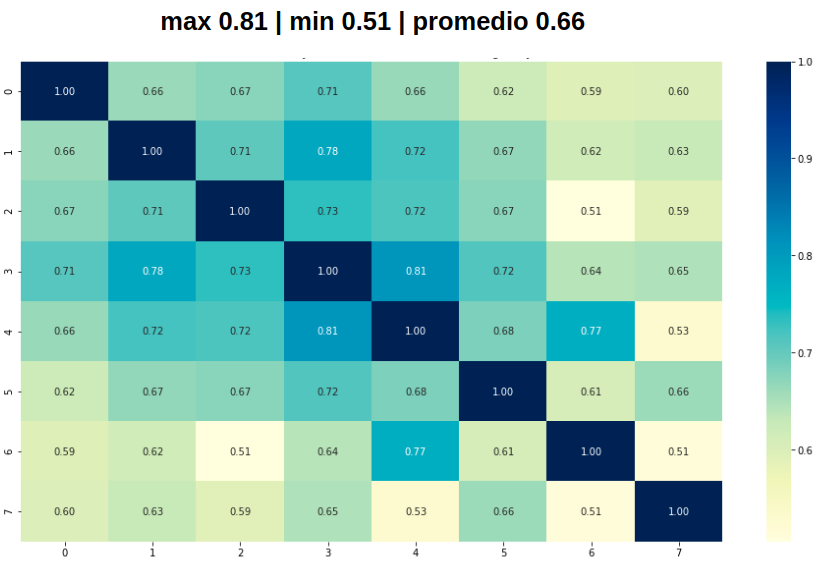 max 0.81 | min 0.51 | promedio 0.66
0 1.00 0.66 0.67 0.71 0.66 0.62 0.59 0.60
1 0.66 1.00 0.71 0.78 0.72 0.67 0.62 0.63
2 0.67 0.71 1.00 0.73 0.72 0.67 0.51 0.59
3 0.71 0.78 0.73 1.00 0.81 0.72 0.64 0.65
4 0.66 0.72 0.72 0.81 1.00 0.68 0.77 0.53
5 0.62 0.67 0.67 0.72 0.68 1.00 0.61 0.66
6 0.59 0.62 0.51 0.64 0.77 0.61 1.00 0.51
7 0.60 0.63 0.59 0.65 0.53 0.66 0.51 1.00
0 1 2 3 4 5 6 7
1.0
0.9
0.8
0.7
0.6